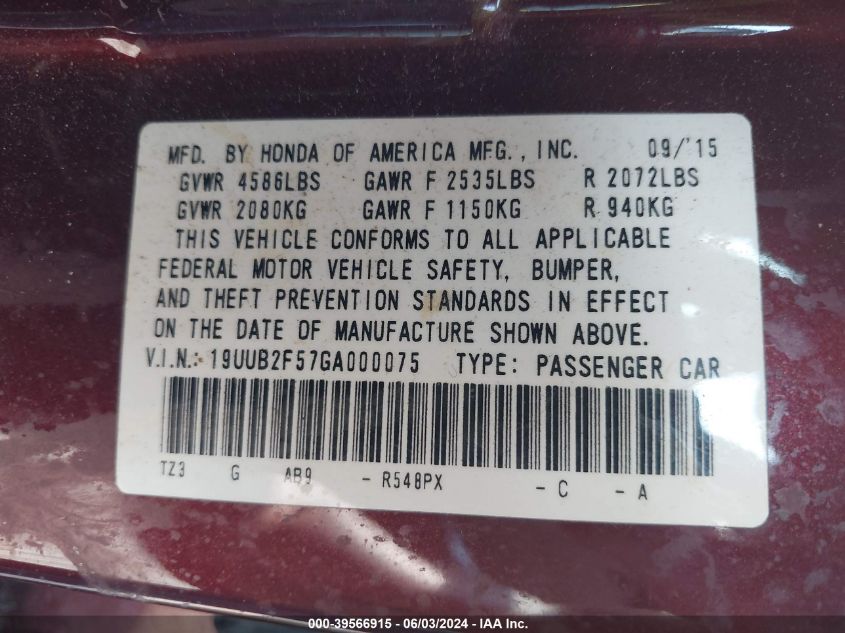 MFD. BY HONDA OF AMERICA MFG., INC. 09/'15
GVWR 4586LBS GAWR F 2535LBS R 2072LBS
GVWR 2080KG GAWR F 1150KG R 940KG
THIS VEHICLE CONFORMS TO ALL APPLICABLE
FEDERAL MOTOR VEHICLE SAFETY, BUMPER,
AND THEFT PREVENTION STANDARDS IN EFFECT
ON THE DATE OF MANUFACTURE SHOWN ABOVE.
V.I.N.: 19UUB2F57GA000075 TYPE: PASSENGER CAR
TZ3 G AB9 - R548PX - C - A
000-39566915 - 06/03/2024 - IAA Inc.